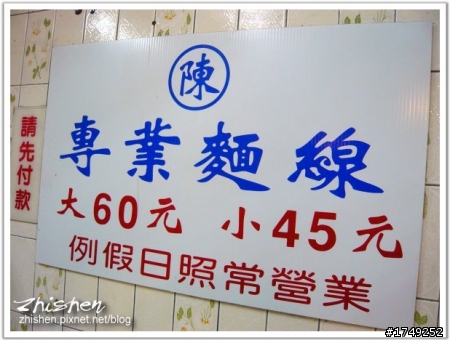 陳
專業麵線
大60元 小45元
例假日照常營業
請先付款
zhishen
zhishen.pixnet.net/blog
#1749252